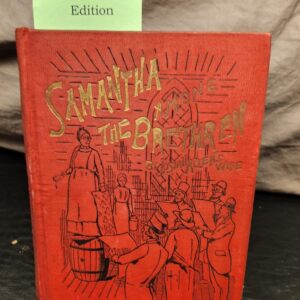 Edition
SAMANTHA
AMONG
THE BRETHREN